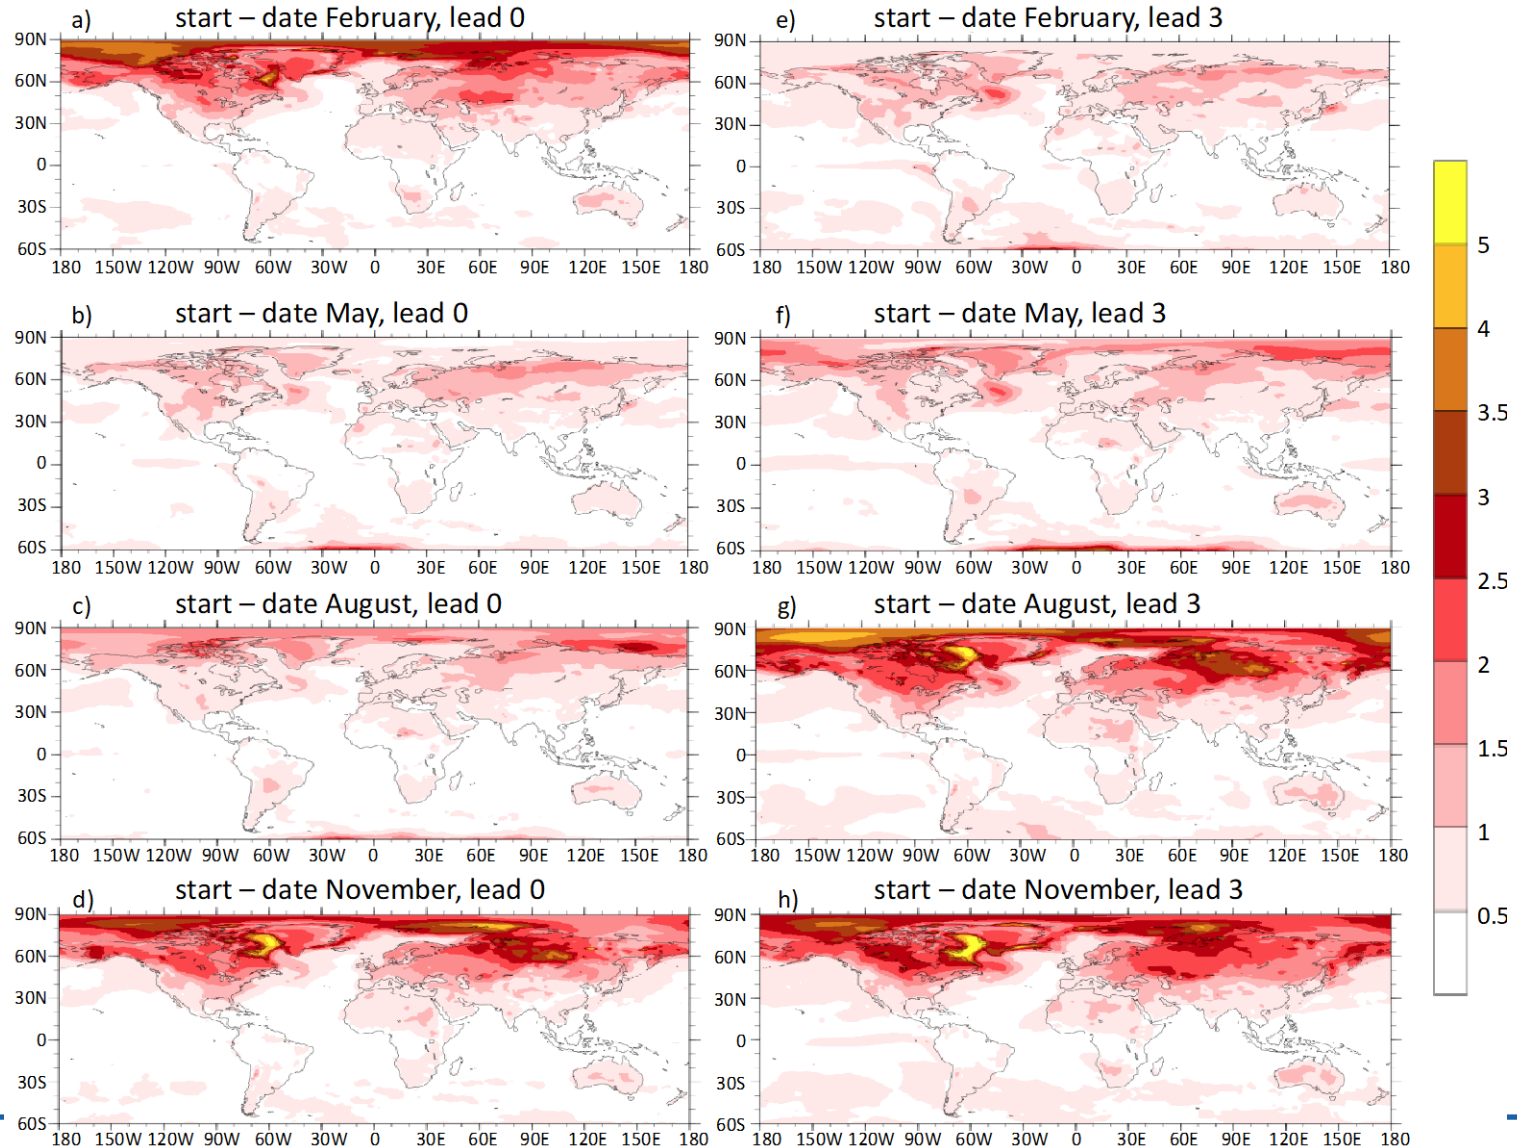 a) start – date February, lead 0
90N
60N
30N
0
30S
60S
180 150W 120W 90W 60W 30W 0 30E 60E 90E 120E 150E 180
e) start – date February, lead 3
90N
60N
30N
0
30S
60S
180 150W 120W 90W 60W 30W 0 30E 60E 90E 120E 150E 180
b) start – date May, lead 0
90N
60N
30N
0
30S
60S
180 150W 120W 90W 60W 30W 0 30E 60E 90E 120E 150E 180
f) start – date May, lead 3
90N
60N
30N
0
30S
60S
180 150W 120W 90W 60W 30W 0 30E 60E 90E 120E 150E 180
c) start – date August, lead 0
90N
60N
30N
0
30S
60S
180 150W 120W 90W 60W 30W 0 30E 60E 90E 120E 150E 180
g) start – date August, lead 3
90N
60N
30N
0
30S
60S
180 150W 120W 90W 60W 30W 0 30E 60E 90E 120E 150E 180
d) start – date November, lead 0
90N
60N
30N
0
30S
60S
180 150W 120W 90W 60W 30W 0 30E 60E 90E 120E 150E 180
h) start – date November, lead 3
90N
60N
30N
0
30S
60S
180 150W 120W 90W 60W 30W 0 30E 60E 90E 120E 150E 180
5
4
3.5
3
2.5
2
1.5
1
0.5